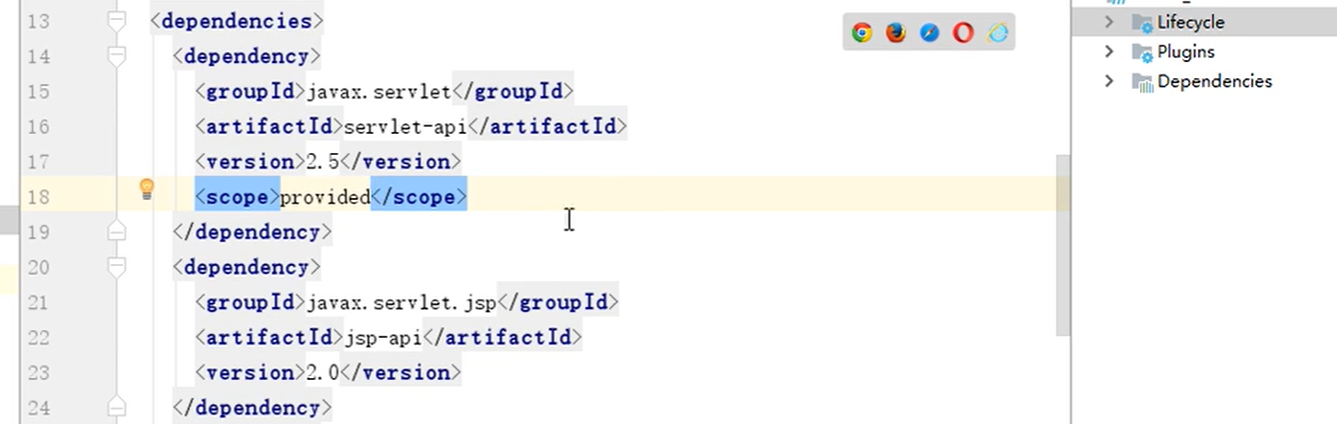 13 <dependencies>
14 <dependency>
15 <groupId>javax.servlet</groupId>
16 <artifactId>servlet-api</artifactId>
17 <version>2.5</version>
18 <scope>provided</scope>
19 </dependency>
20 <dependency>
21 <groupId>javax.servlet.jsp</groupId>
22 <artifactId>jsp-api</artifactId>
23 <version>2.0</version>
24 </dependency>
Lifecycle
Plugins
Dependencies